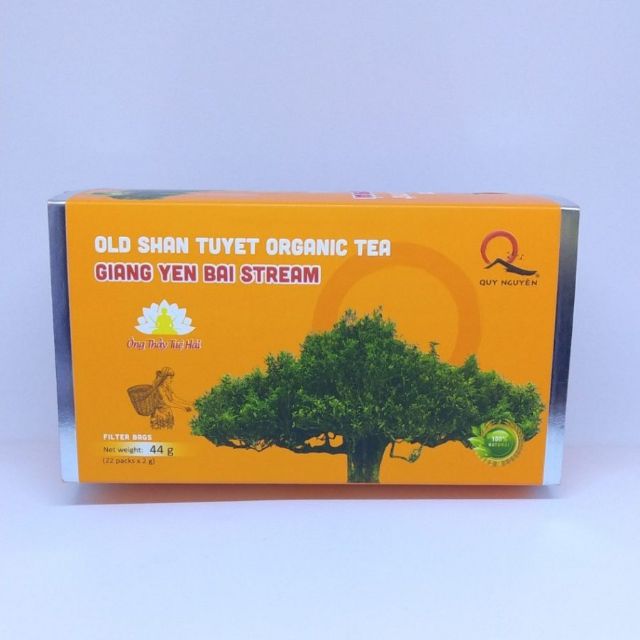 OLD SHAN TUYET ORGANIC TEA
GIANG YEN BAI STREAM
QUY NGUYÊN
Ông Thầy Tuệ Hải
FILTER BAGS
Net weight: 44 g
(22 packs x 2 g)
100%
NATURAL